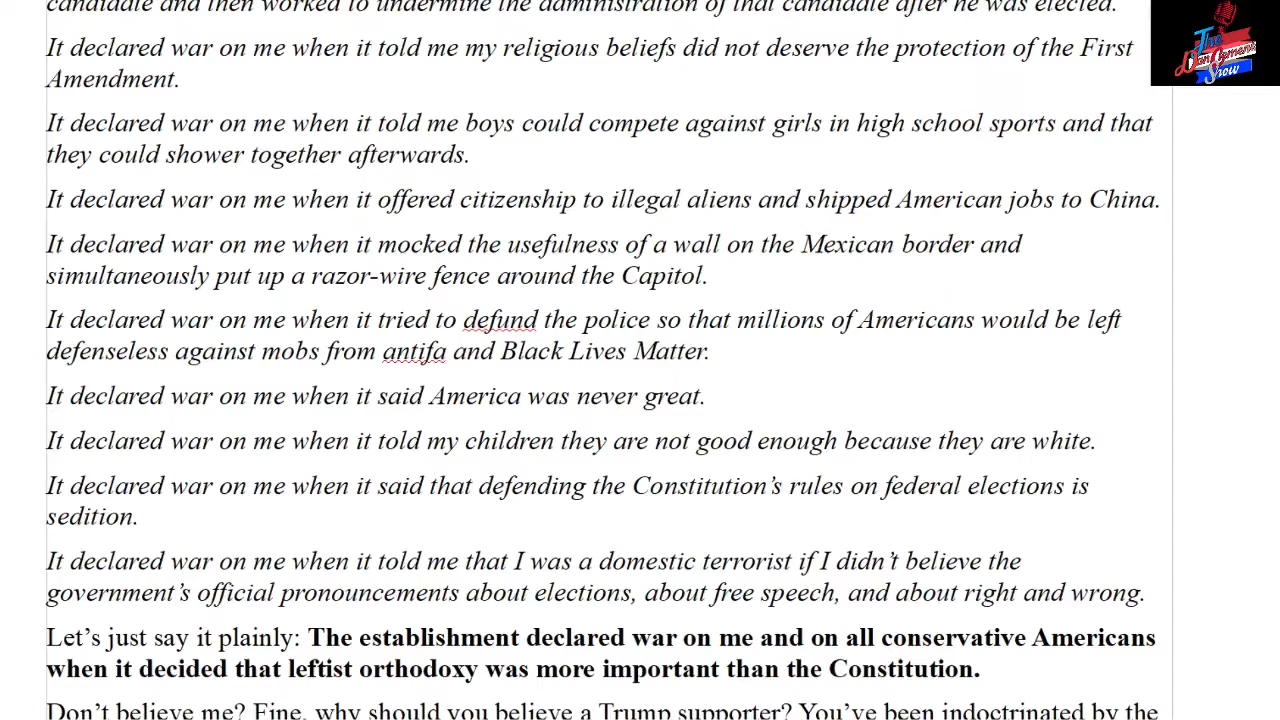 candidate and then worked to undermine the administration of that candidate after he was elected.
It declared war on me when it told me my religious beliefs did not deserve the protection of the First
Amendment.
It declared war on me when it told me boys could compete against girls in high school sports and that
they could shower together afterwards.
It declared war on me when it offered citizenship to illegal aliens and shipped American jobs to China.
It declared war on me when it mocked the usefulness of a wall on the Mexican border and
simultaneously put up a razor-wire fence around the Capitol.
It declared war on me when it tried to defund the police so that millions of Americans would be left
defenseless against mobs from antifa and Black Lives Matter.
It declared war on me when it said America was never great.
It declared war on me when it told my children they are not good enough because they are white.
It declared war on me when it said that defending the Constitution’s rules on federal elections is
sedition.
It declared war on me when it told me that I was a domestic terrorist if I didn’t believe the
government’s official pronouncements about elections, about free speech, and about right and wrong.
Let’s just say it plainly: The establishment declared war on me and on all conservative Americans
when it decided that leftist orthodoxy was more important than the Constitution.
Don’t believe me? Fine, why should you believe a Trump supporter? You’ve been indoctrinated by the
The
Dan
Show